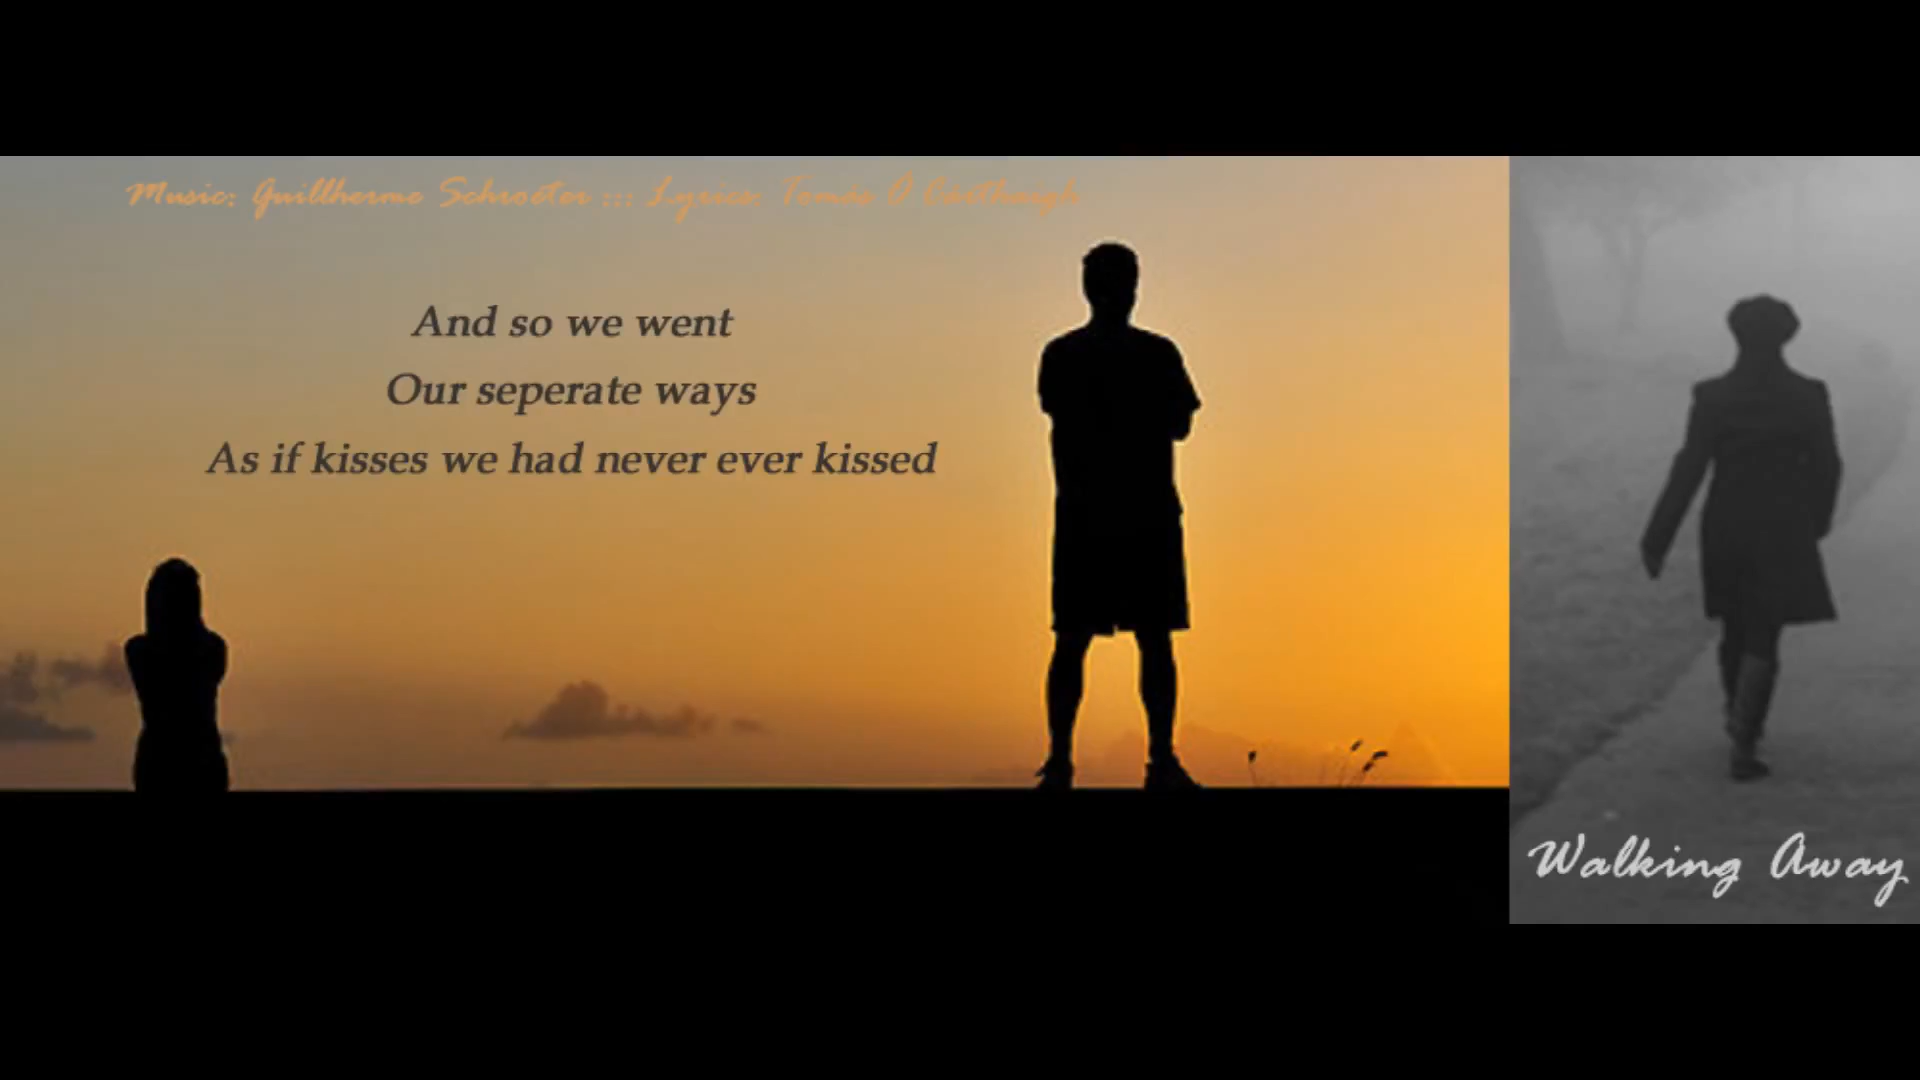 Music: Guillherme Schroeter ::: Lyrics: Tomás Ó Cárthaigh
And so we went
Our seperate ways
As if kisses we had never ever kissed
Walking Away